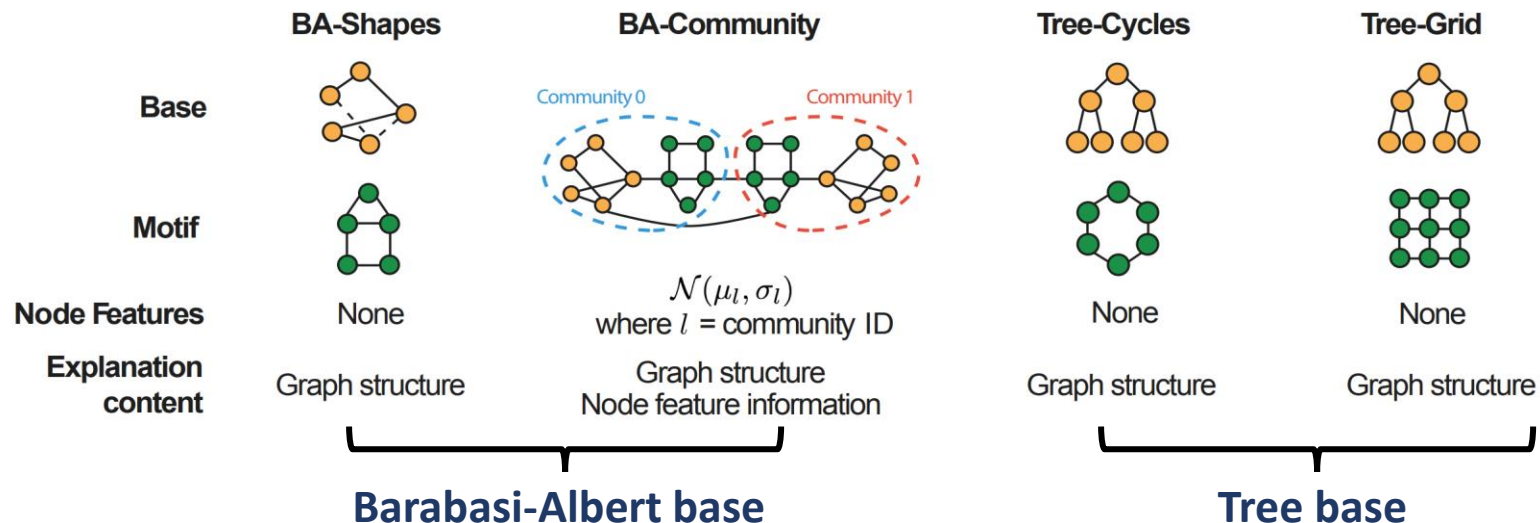 BA-Shapes BA-Community Tree-Cycles Tree-Grid
Base
Community 0 Community 1
Motif
Node Features None 𝒩(μ_l, σ_l) None None
where l = community ID
Explanation content Graph structure Graph structure Graph structure Graph structure
Node feature information
Barabasi-Albert base Tree base